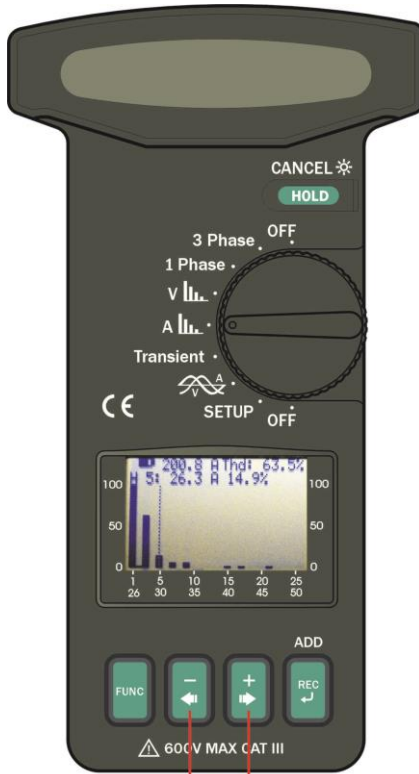 CANCEL
HOLD
OFF
3 Phase
1 Phase
V
A
Transient
A
V
CE
SETUP
OFF
200.8 A Thd: 63.5%
H 5: 26.3 A 14.9%
100 100
50 50
0 0
1 5 10 15 20 25
26 30 35 40 45 50
ADD
FUNC
−
+
REC
600V MAX CAT III